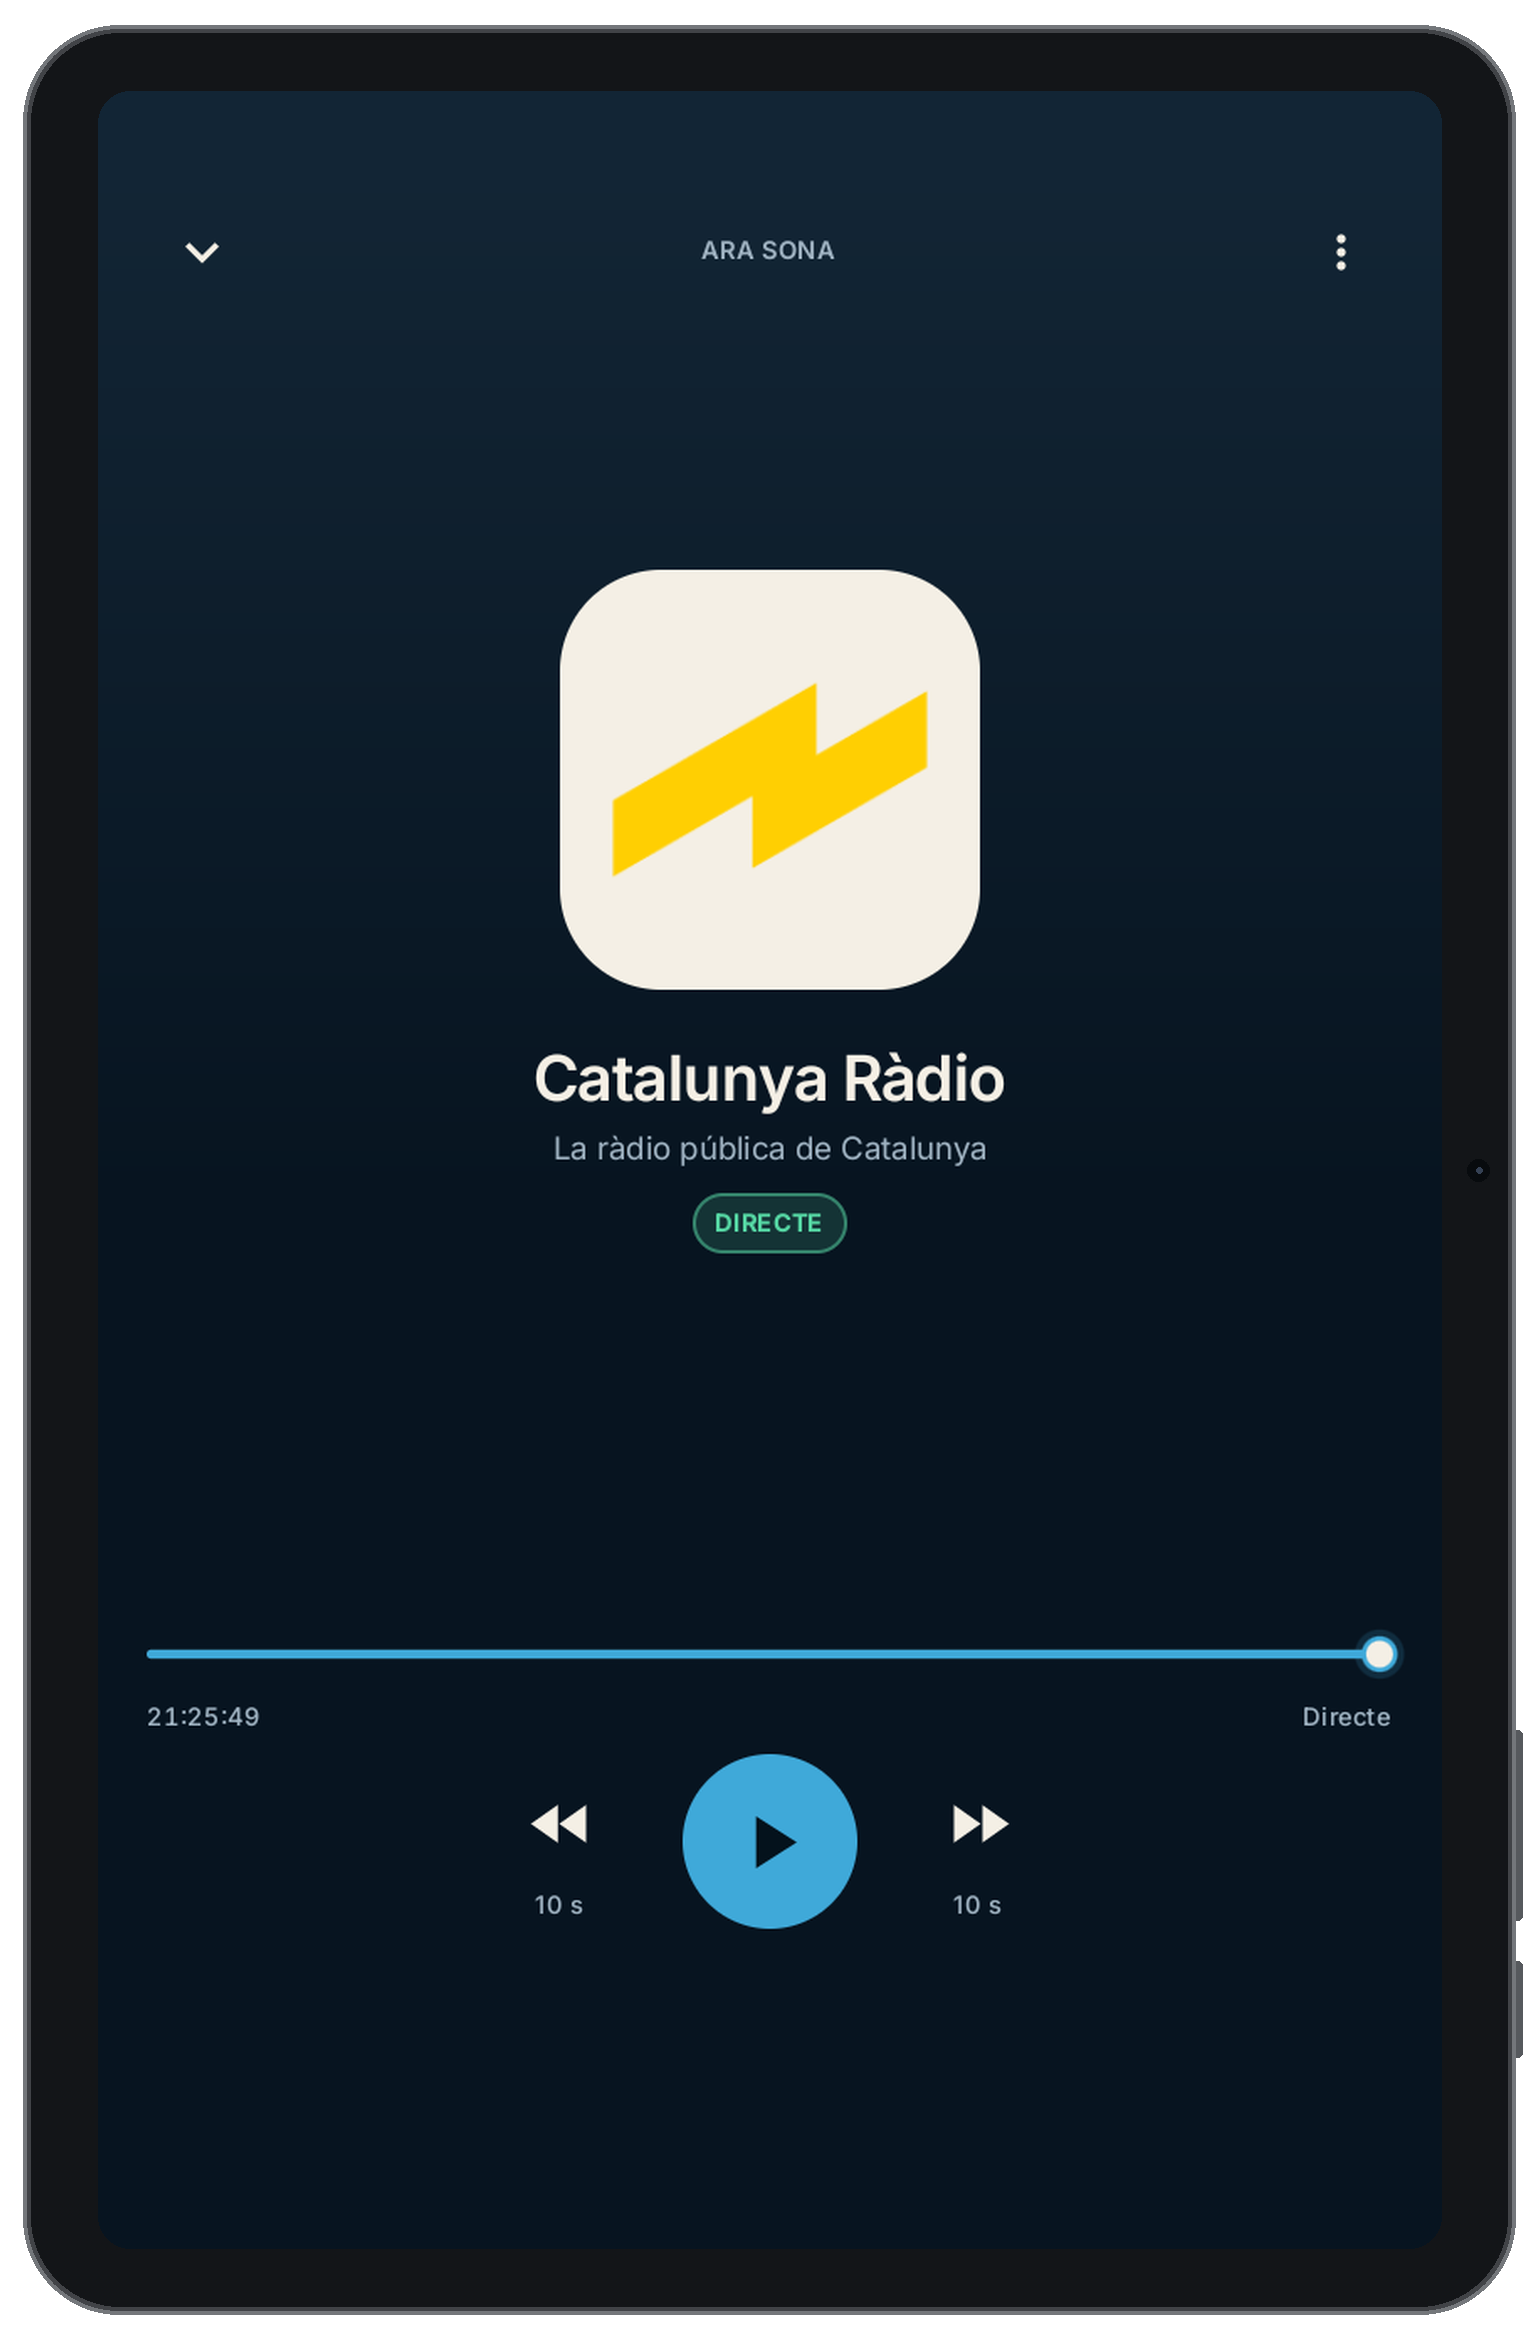 ARA SONA
Catalunya Ràdio
La ràdio pública de Catalunya
DIRECTE
21:25:49 Directe
10 s 10 s